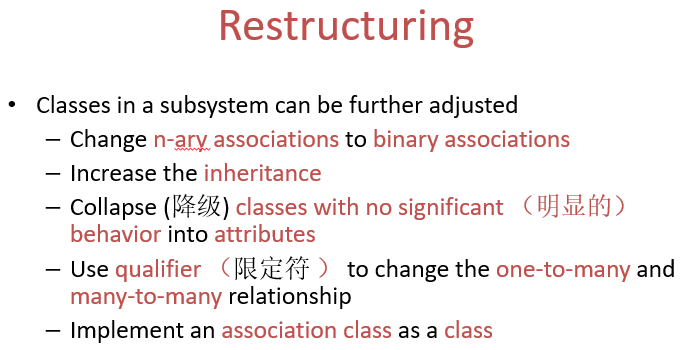 Restructuring
• Classes in a subsystem can be further adjusted
– Change n-ary associations to binary associations
– Increase the inheritance
– Collapse (降级) classes with no significant （明显的）
behavior into attributes
– Use qualifier （限定符 ） to change the one-to-many and
many-to-many relationship
– Implement an association class as a class